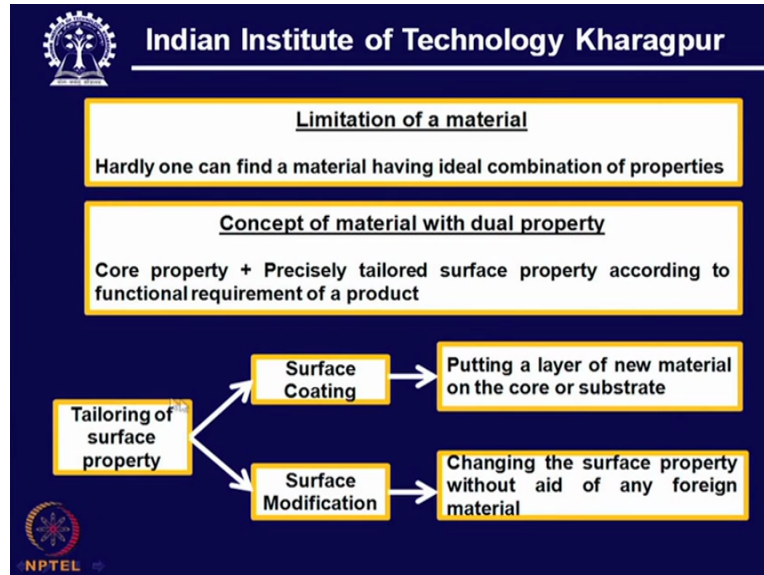 Indian Institute of Technology Kharagpur
Limitation of a material
Hardly one can find a material having ideal combination of properties
Concept of material with dual property
Core property + Precisely tailored surface property according to
functional requirement of a product
Surface
Coating
Putting a layer of new material
on the core or substrate
Tailoring of
surface
property
Surface
Modification
Changing the surface property
without aid of any foreign
material
NPTEL